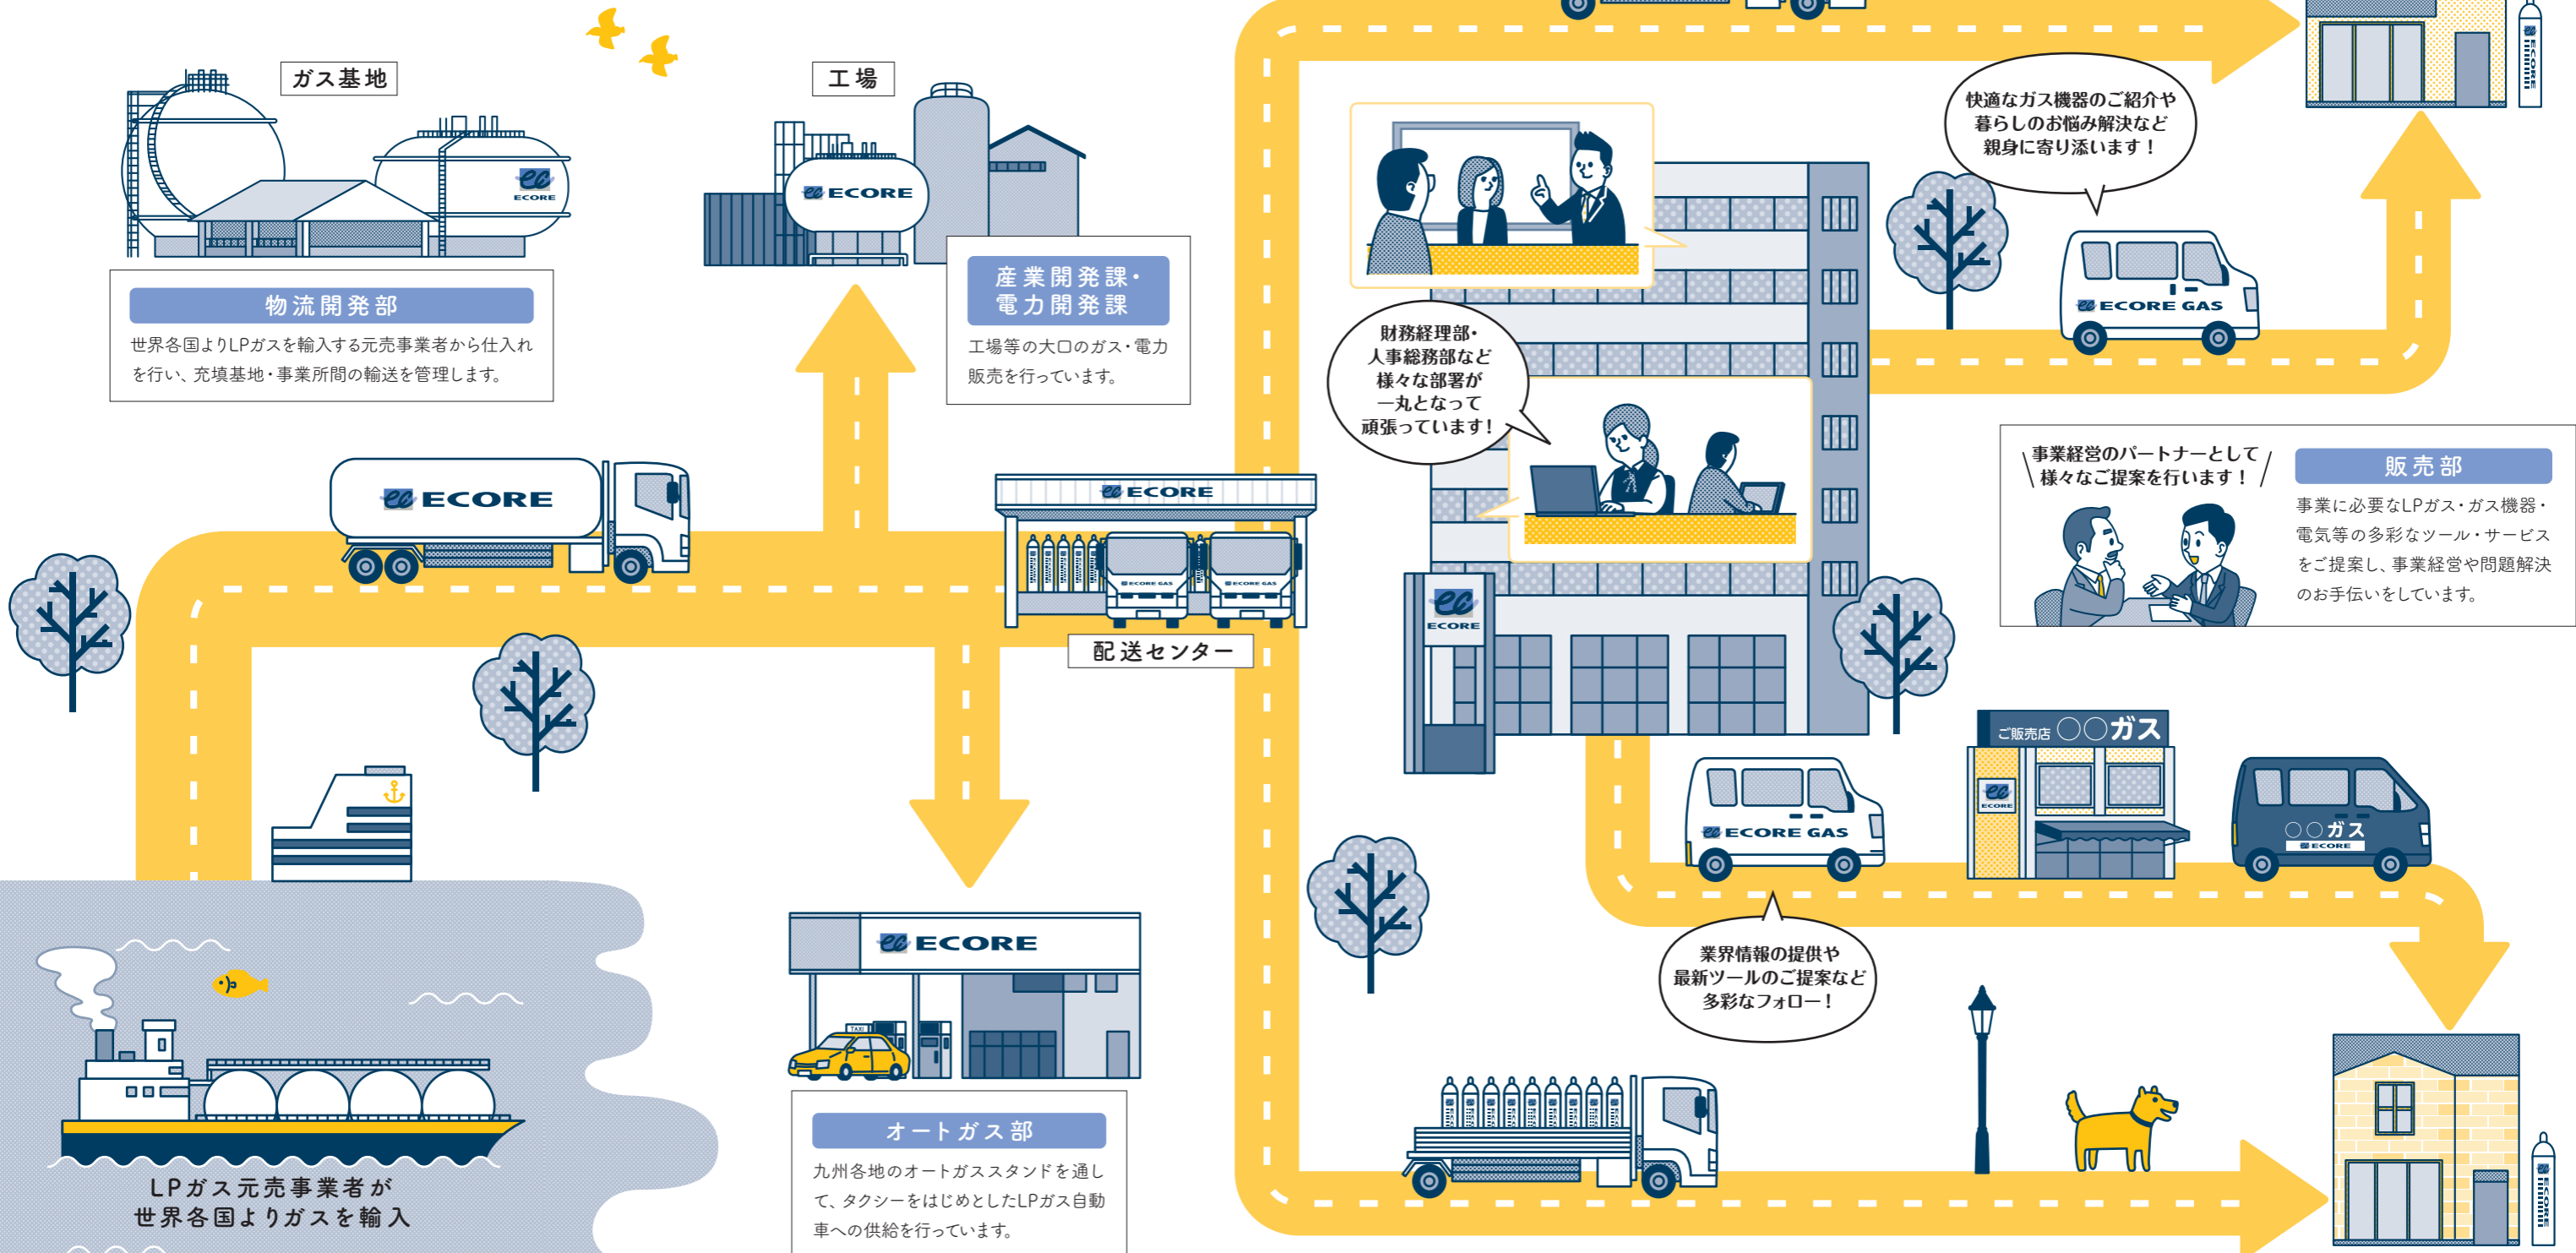 ガス基地
ECORE
物流開発部
世界各国よりLPガスを輸入する元売事業者から仕入れ
を行い、充填基地・事業所間の輸送を管理します。
工場
ECORE
産業開発課・
電力開発課
工場等の大口のガス・電力
販売を行っています。
ECORE
ECORE
ECORE GAS
ECORE GAS
配送センター
財務経理部・
人事総務部など
様々な部署が
一丸となって
頑張っています!
ECORE
快適なガス機器のご紹介や
暮らしのお悩み解決など
親身に寄り添います!
ECORE GAS
ECORE
事業経営のパートナーとして
様々なご提案を行います!
販売部
事業に必要なLPガス・ガス機器・
電気等の多彩なツール・サービス
をご提案し、事業経営や問題解決
のお手伝いをしています。
ECORE GAS
ご販売店 〇〇ガス
ECORE
〇〇ガス
ECORE
業界情報の提供や
最新ツールのご提案など
多彩なフォロー!
LPガス元売事業者が
世界各国よりガスを輸入
ECORE
TAXI
オートガス部
九州各地のオートガススタンドを通し
て、タクシーをはじめとしたLPガス自動
車への供給を行っています。
ECORE